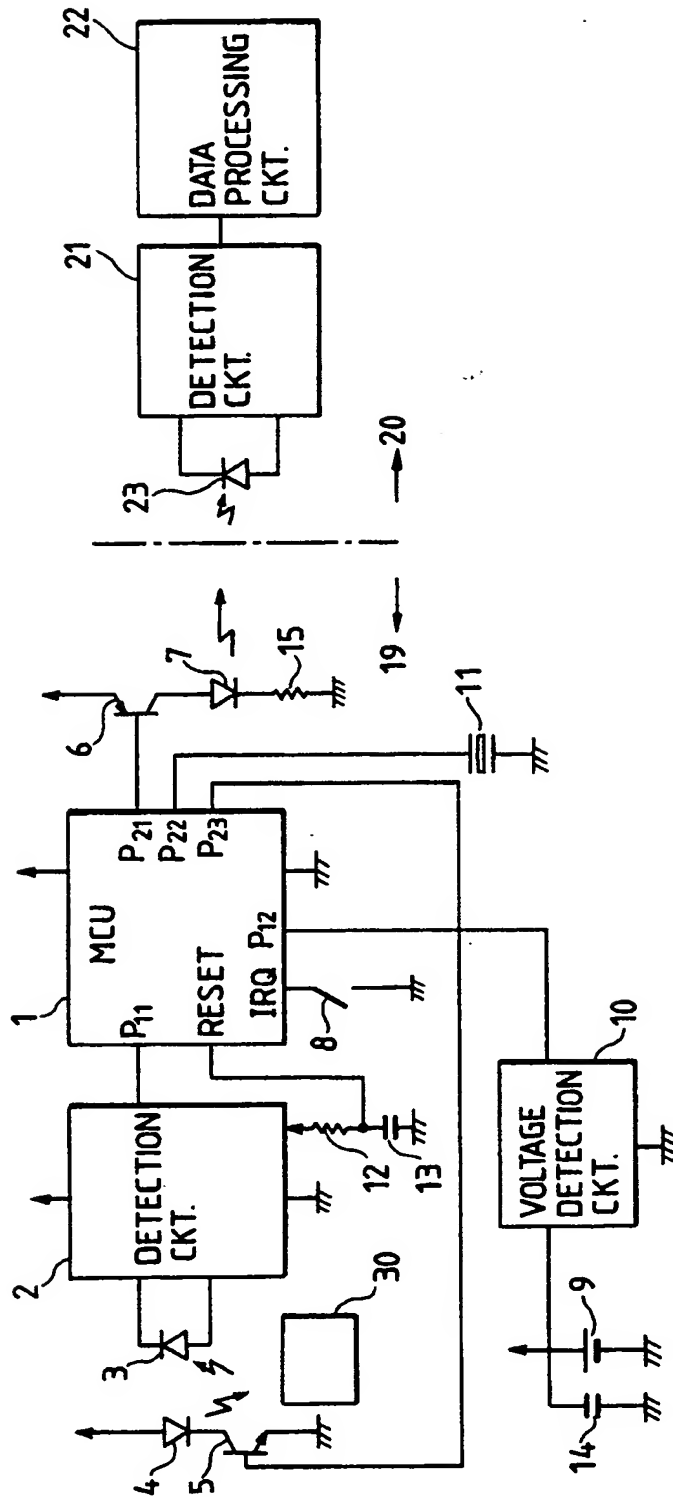 22
DATA
PROCESSING
CKT.
21
DETECTION
CKT.
23
20
19
6
7
15
11
1
MCU
P11
P21
P22
P23
RESET
IRQ
P12
8
2
DETECTION
CKT.
3
12
13
30
4
5
10
VOLTAGE
DETECTION
CKT.
9
14